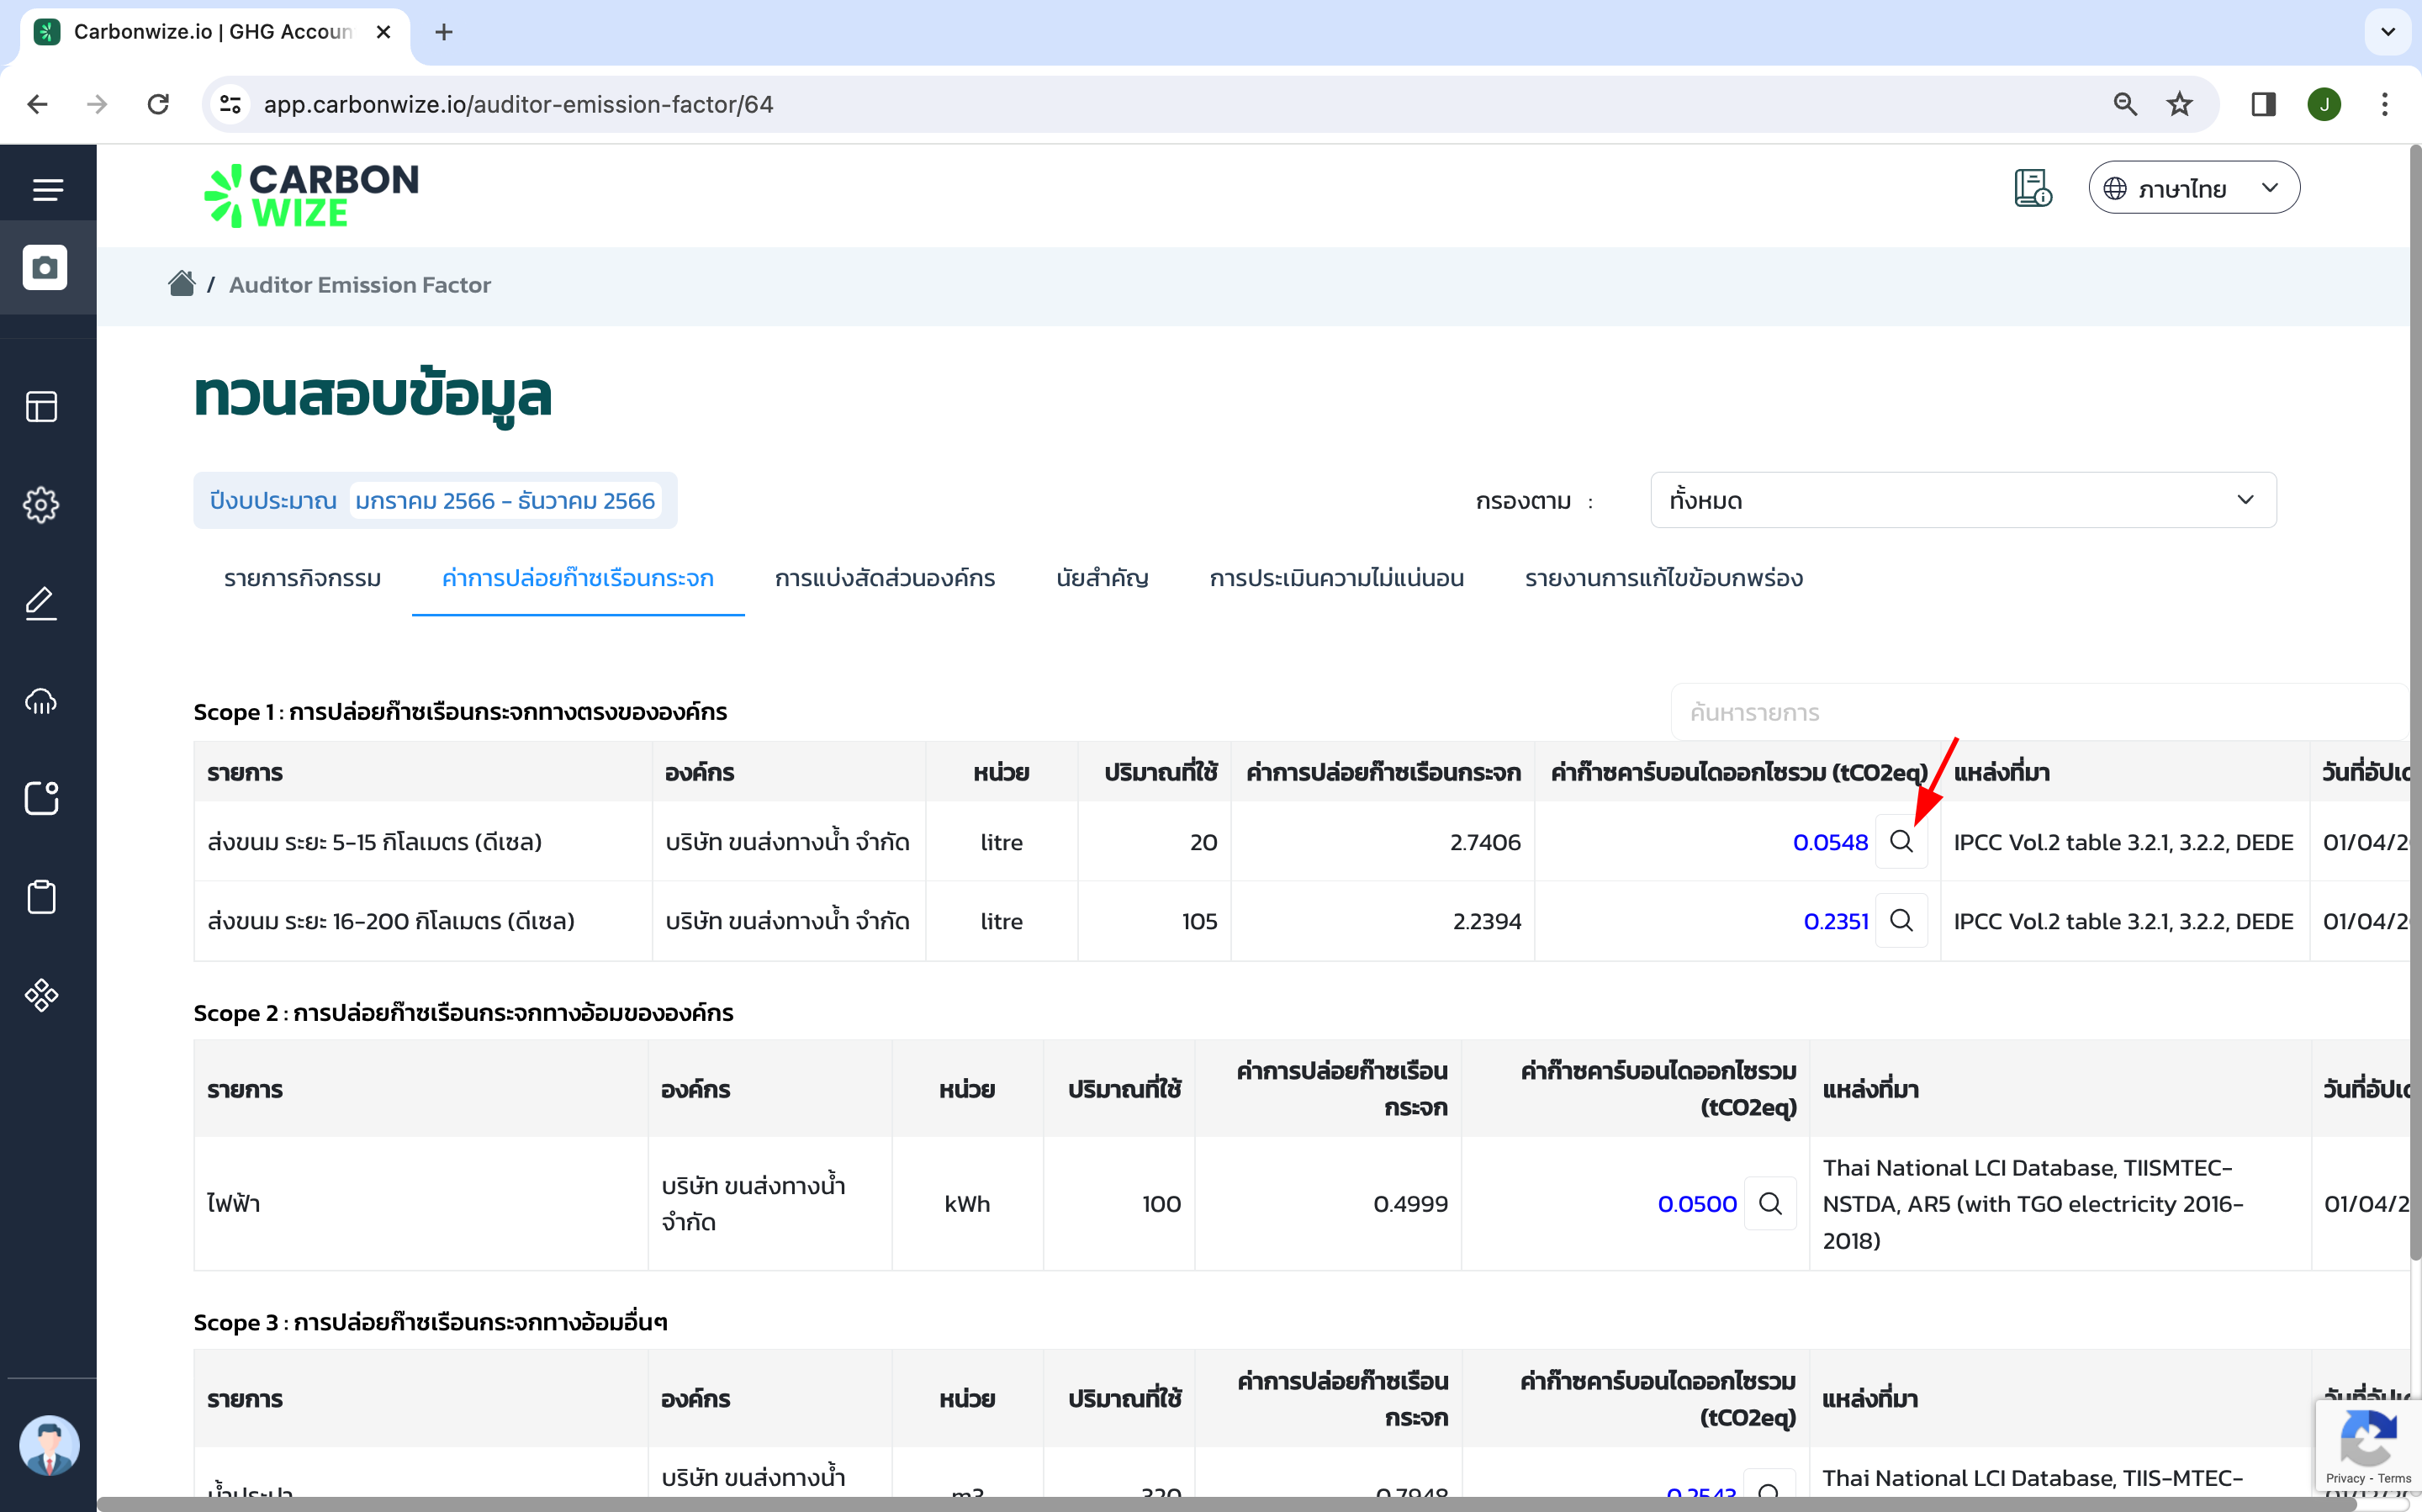 Carbonwize.io | GHG Accoun
app.carbonwize.io/auditor-emission-factor/64
J
CARBON
WIZE
ภาษาไทย
/ Auditor Emission Factor
ทวนสอบข้อมูล
ปีงบประมาณ มกราคม 2566 - ธันวาคม 2566
กรองตาม : ทั้งหมด
รายการกิจกรรม ค่าการปล่อยก๊าซเรือนกระจก การแบ่งสัดส่วนองค์กร นัยสำคัญ การประเมินความไม่แน่นอน รายงานการแก้ไขข้อบกพร่อง
Scope 1 : การปล่อยก๊าซเรือนกระจกทางตรงขององค์กร
ค้นหารายการ
รายการ องค์กร หน่วย ปริมาณที่ใช้ ค่าการปล่อยก๊าซเรือนกระจก ค่าก๊าซคาร์บอนไดออกไซรวม (tCO2eq) แหล่งที่มา วันที่อัปเด
ส่งขนม ระยะ 5-15 กิโลเมตร (ดีเซล) บริษัท ขนส่งทางน้ำ จำกัด litre 20 2.7406 0.0548 IPCC Vol.2 table 3.2.1, 3.2.2, DEDE 01/04/2
ส่งขนม ระยะ 16-200 กิโลเมตร (ดีเซล) บริษัท ขนส่งทางน้ำ จำกัด litre 105 2.2394 0.2351 IPCC Vol.2 table 3.2.1, 3.2.2, DEDE 01/04/2
Scope 2 : การปล่อยก๊าซเรือนกระจกทางอ้อมขององค์กร
รายการ องค์กร หน่วย ปริมาณที่ใช้ ค่าการปล่อยก๊าซเรือน ค่าก๊าซคาร์บอนไดออกไซรวม แหล่งที่มา วันที่อัปเด
กระจก (tCO2eq)
ไฟฟ้า บริษัท ขนส่งทางน้ำ kWh 100 0.4999 0.0500 Thai National LCI Database, TIISMTEC-
จำกัด NSTDA, AR5 (with TGO electricity 2016- 01/04/2
2018)
Scope 3 : การปล่อยก๊าซเรือนกระจกทางอ้อมอื่นๆ
รายการ องค์กร หน่วย ปริมาณที่ใช้ ค่าการปล่อยก๊าซเรือน ค่าก๊าซคาร์บอนไดออกไซรวม แหล่งที่มา
กระจก (tCO2eq)
น้ำประปา บริษัท ขนส่งทางน้ำ m3 320 0.7948 0.2543 Thai National LCI Database, TIIS-MTEC-
Privacy - Terms